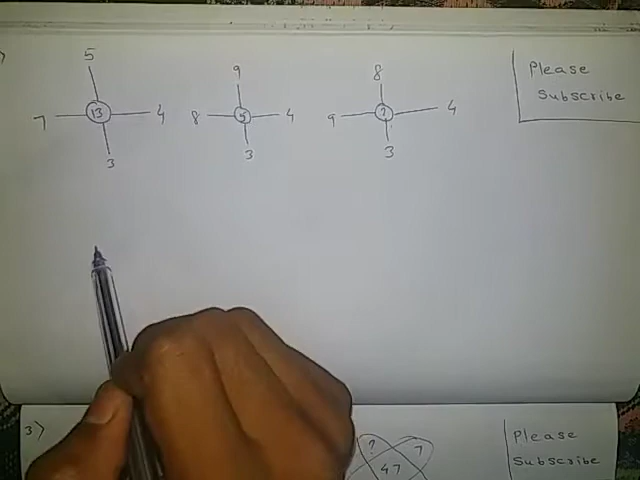 5
7 13 4
3
9
8 5 4
3
8
9 ? 4
3
Please
Subscribe
3)
? 7
47
Please
Subscribe